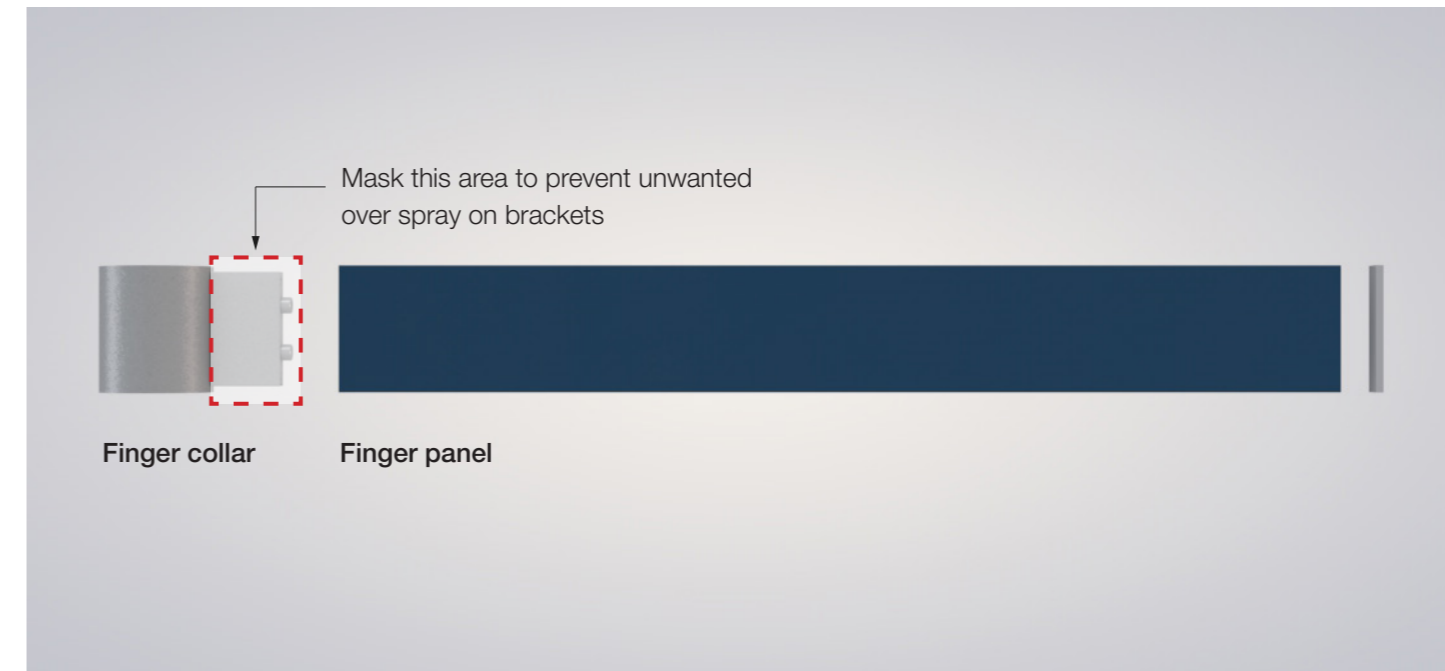 Mask this area to prevent unwanted
over spray on brackets
Finger collar
Finger panel